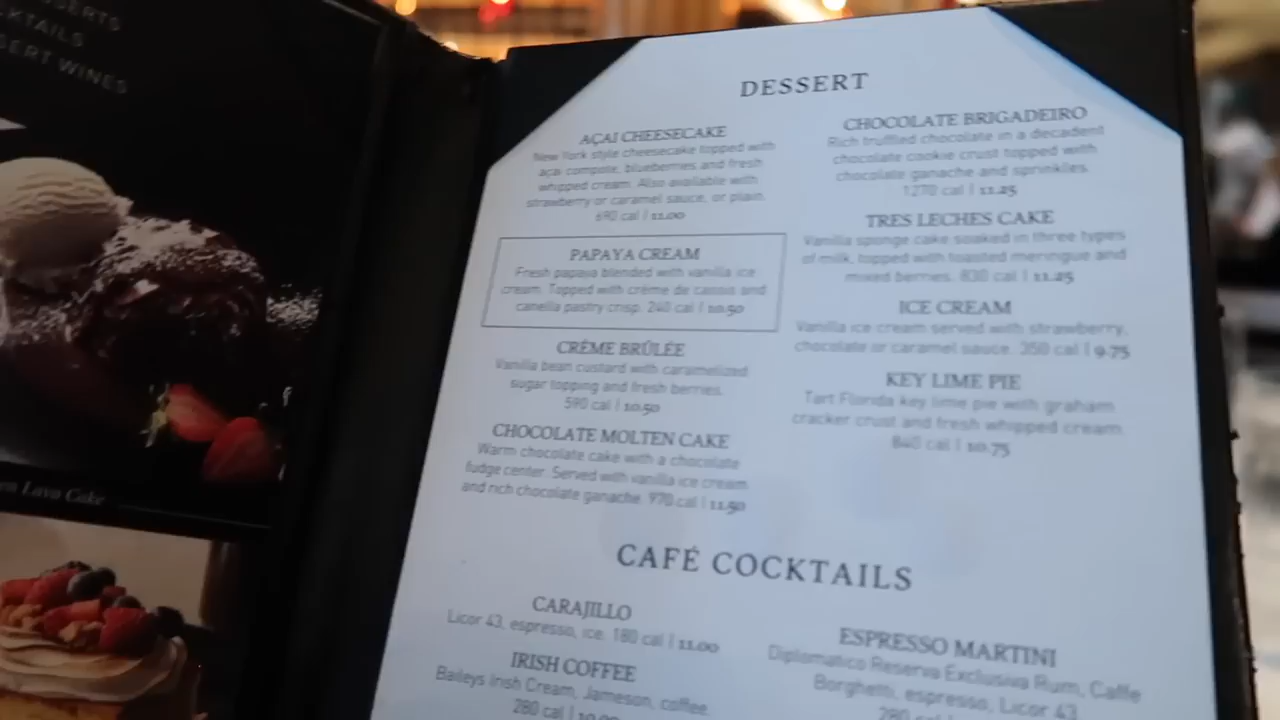 KTAILS
ERT WINES
Lava Cake
DESSERT
AÇAI CHEESECAKE
New York style cheesecake topped with
açai compote, blueberries and fresh
whipped cream. Also available with
strawberry or caramel sauce, or plain.
690 cal | 11.00
PAPAYA CREAM
Fresh papaya blended with vanilla ice
cream. Topped with crème de cassis and
canella pastry crisp. 240 cal | 10.50
CRÈME BRÛLÉE
Vanilla bean custard with caramelized
sugar topping and fresh berries.
590 cal | 10.50
CHOCOLATE MOLTEN CAKE
Warm chocolate cake with a chocolate
fudge center. Served with vanilla ice cream
and rich chocolate ganache. 970 cal | 11.50
CHOCOLATE BRIGADEIRO
Rich truffled chocolate in a decadent
chocolate cookie crust topped with
chocolate ganache and sprinkles.
1270 cal | 11.25
TRES LECHES CAKE
Vanilla sponge cake soaked in three types
of milk, topped with toasted meringue and
mixed berries. 830 cal | 11.25
ICE CREAM
Vanilla ice cream served with strawberry,
chocolate or caramel sauce. 350 cal | 9.75
KEY LIME PIE
Tart Florida key lime pie with graham
cracker crust and fresh whipped cream.
840 cal | 10.75
CAFÉ COCKTAILS
CARAJILLO
Licor 43, espresso, ice. 180 cal | 11.00
IRISH COFFEE
Baileys Irish Cream, Jameson, coffee.
280 cal |
ESPRESSO MARTINI
Diplomatico Reserva Exclusiva Rum, Caffe
Borghetti, espresso, Licor 43
280 cal